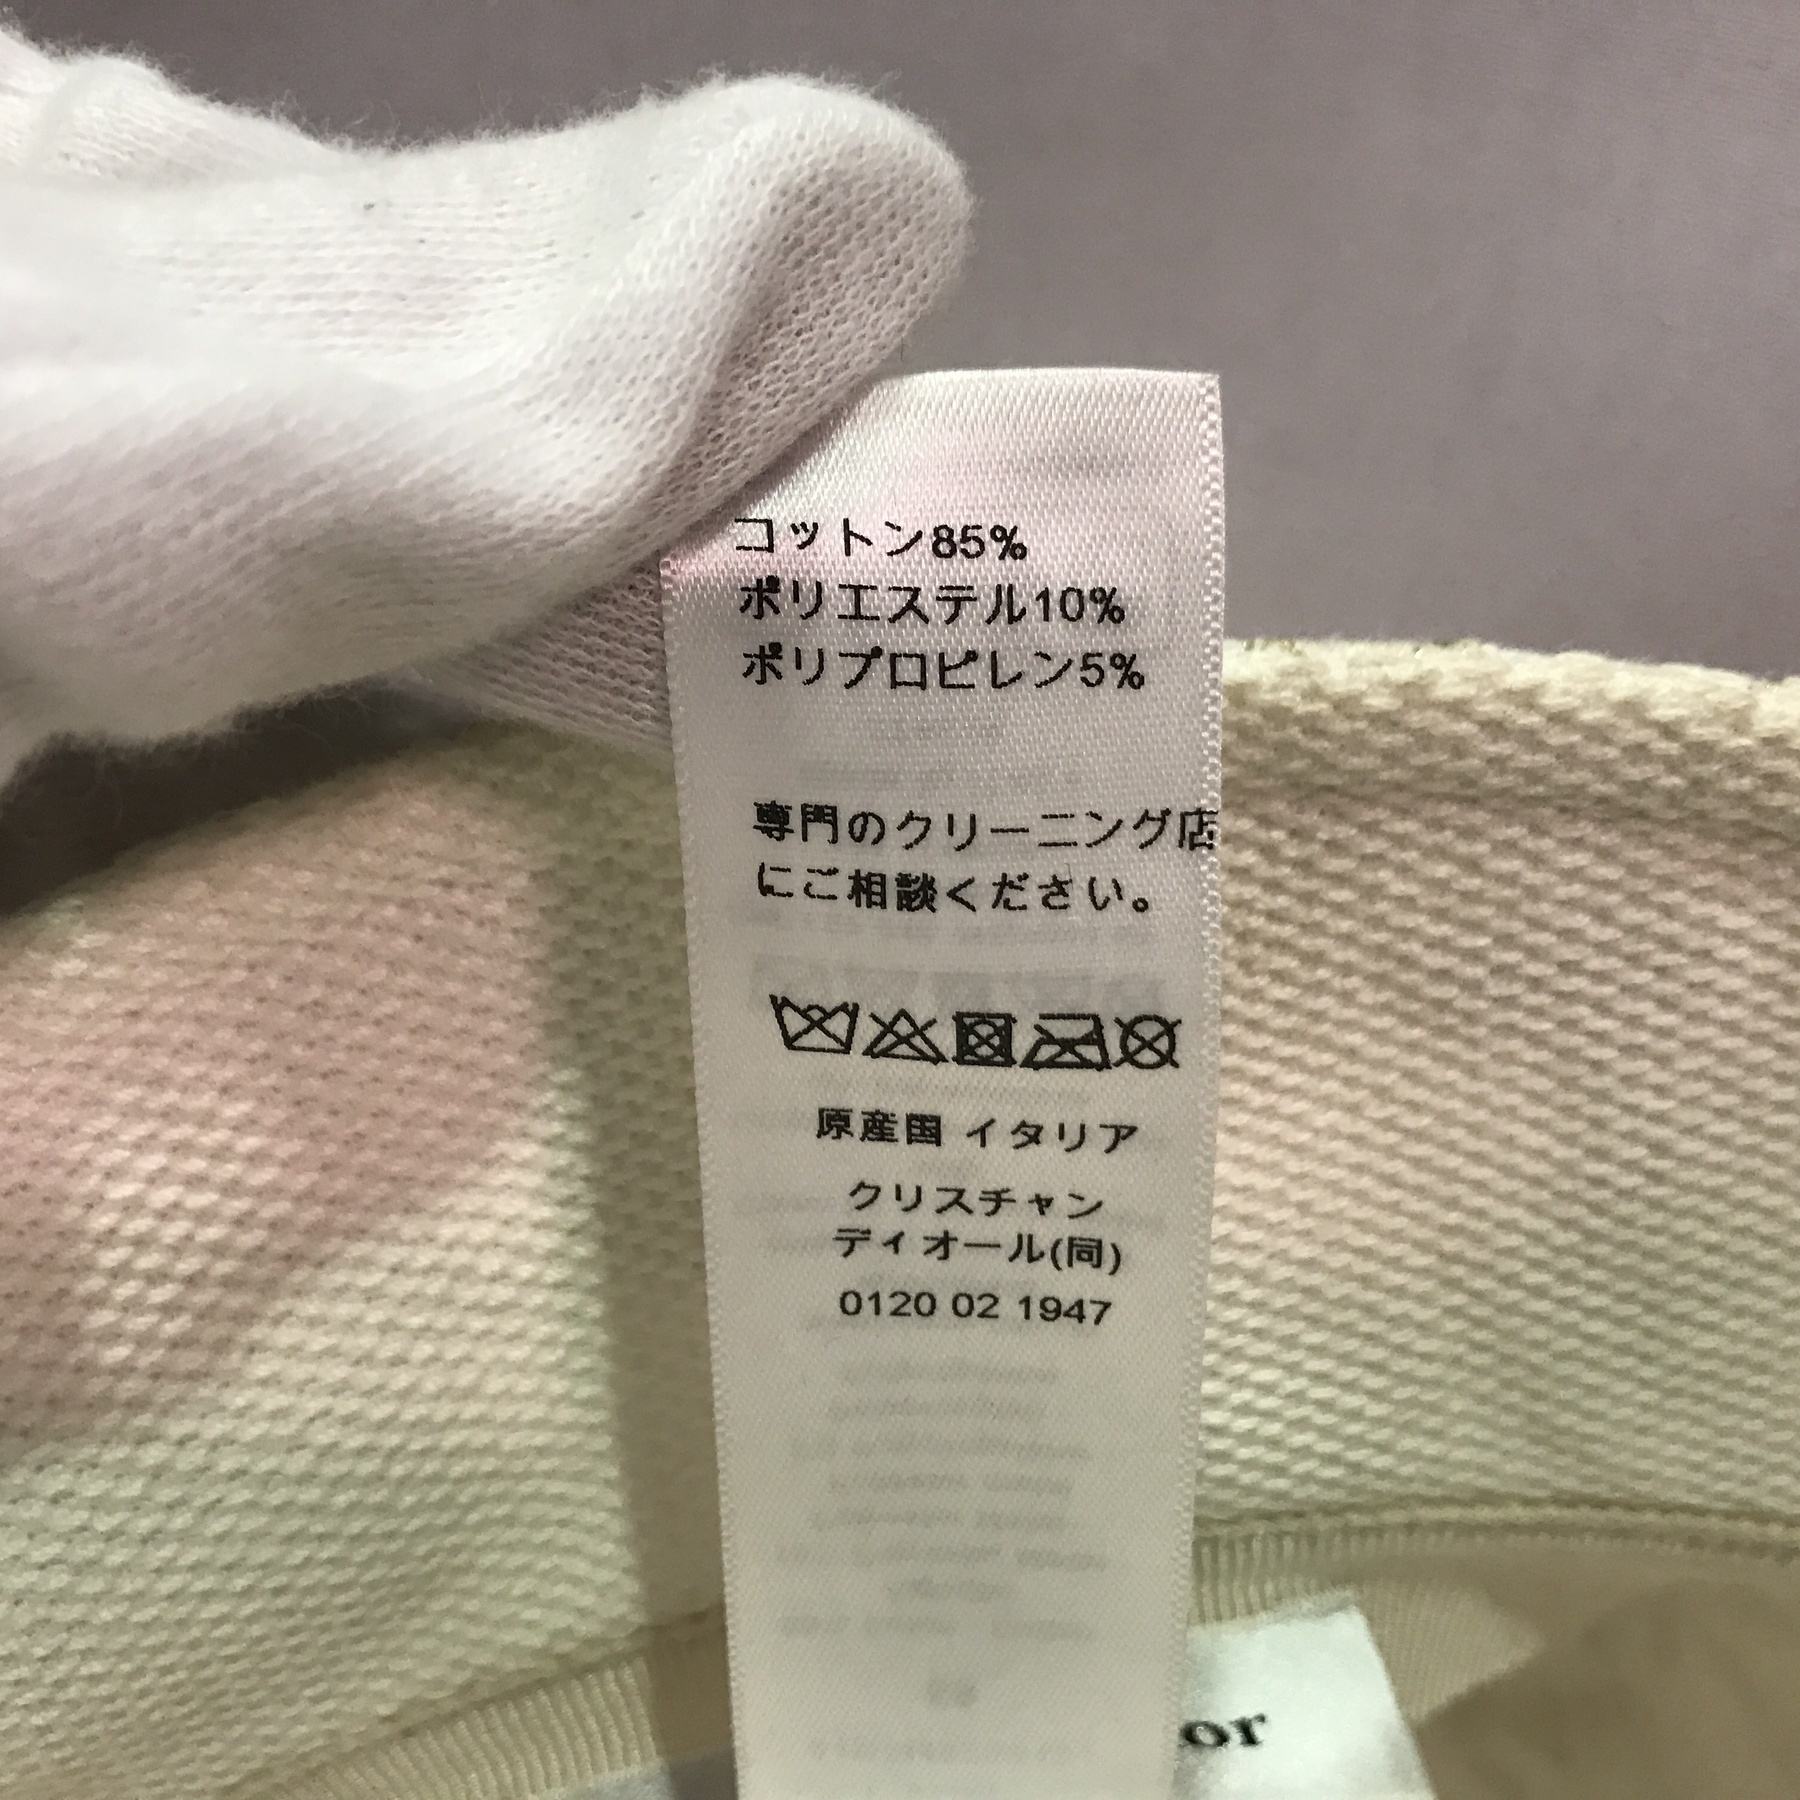 コットン85%
ポリエステル10%
ポリプロピレン5%
専門のクリーニング店
にご相談ください。
原産国 イタリア
クリスチャン
ディオール(同)
0120 02 1947
or